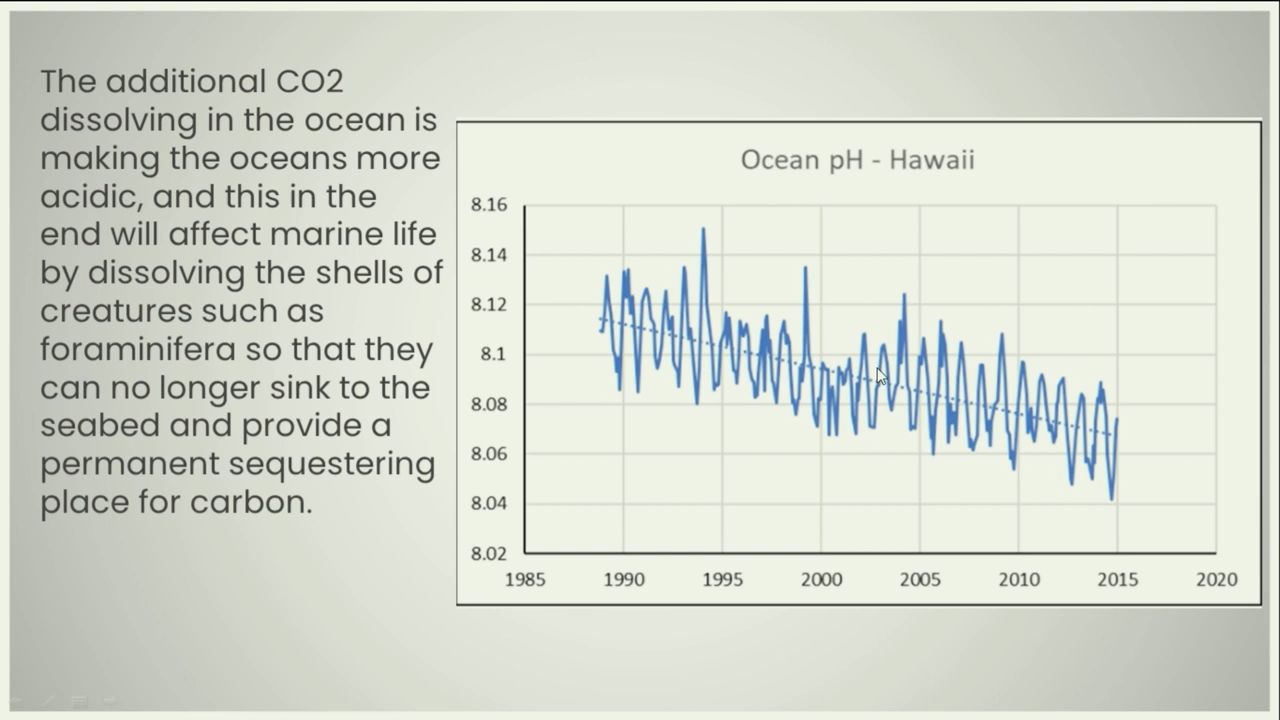 The additional CO2
dissolving in the ocean is
making the oceans more
acidic, and this in the
end will affect marine life
by dissolving the shells of
creatures such as
foraminifera so that they
can no longer sink to the
seabed and provide a
permanent sequestering
place for carbon.
Ocean pH - Hawaii
8.16
8.14
8.12
8.1
8.08
8.06
8.04
8.02
1985 1990 1995 2000 2005 2010 2015 2020